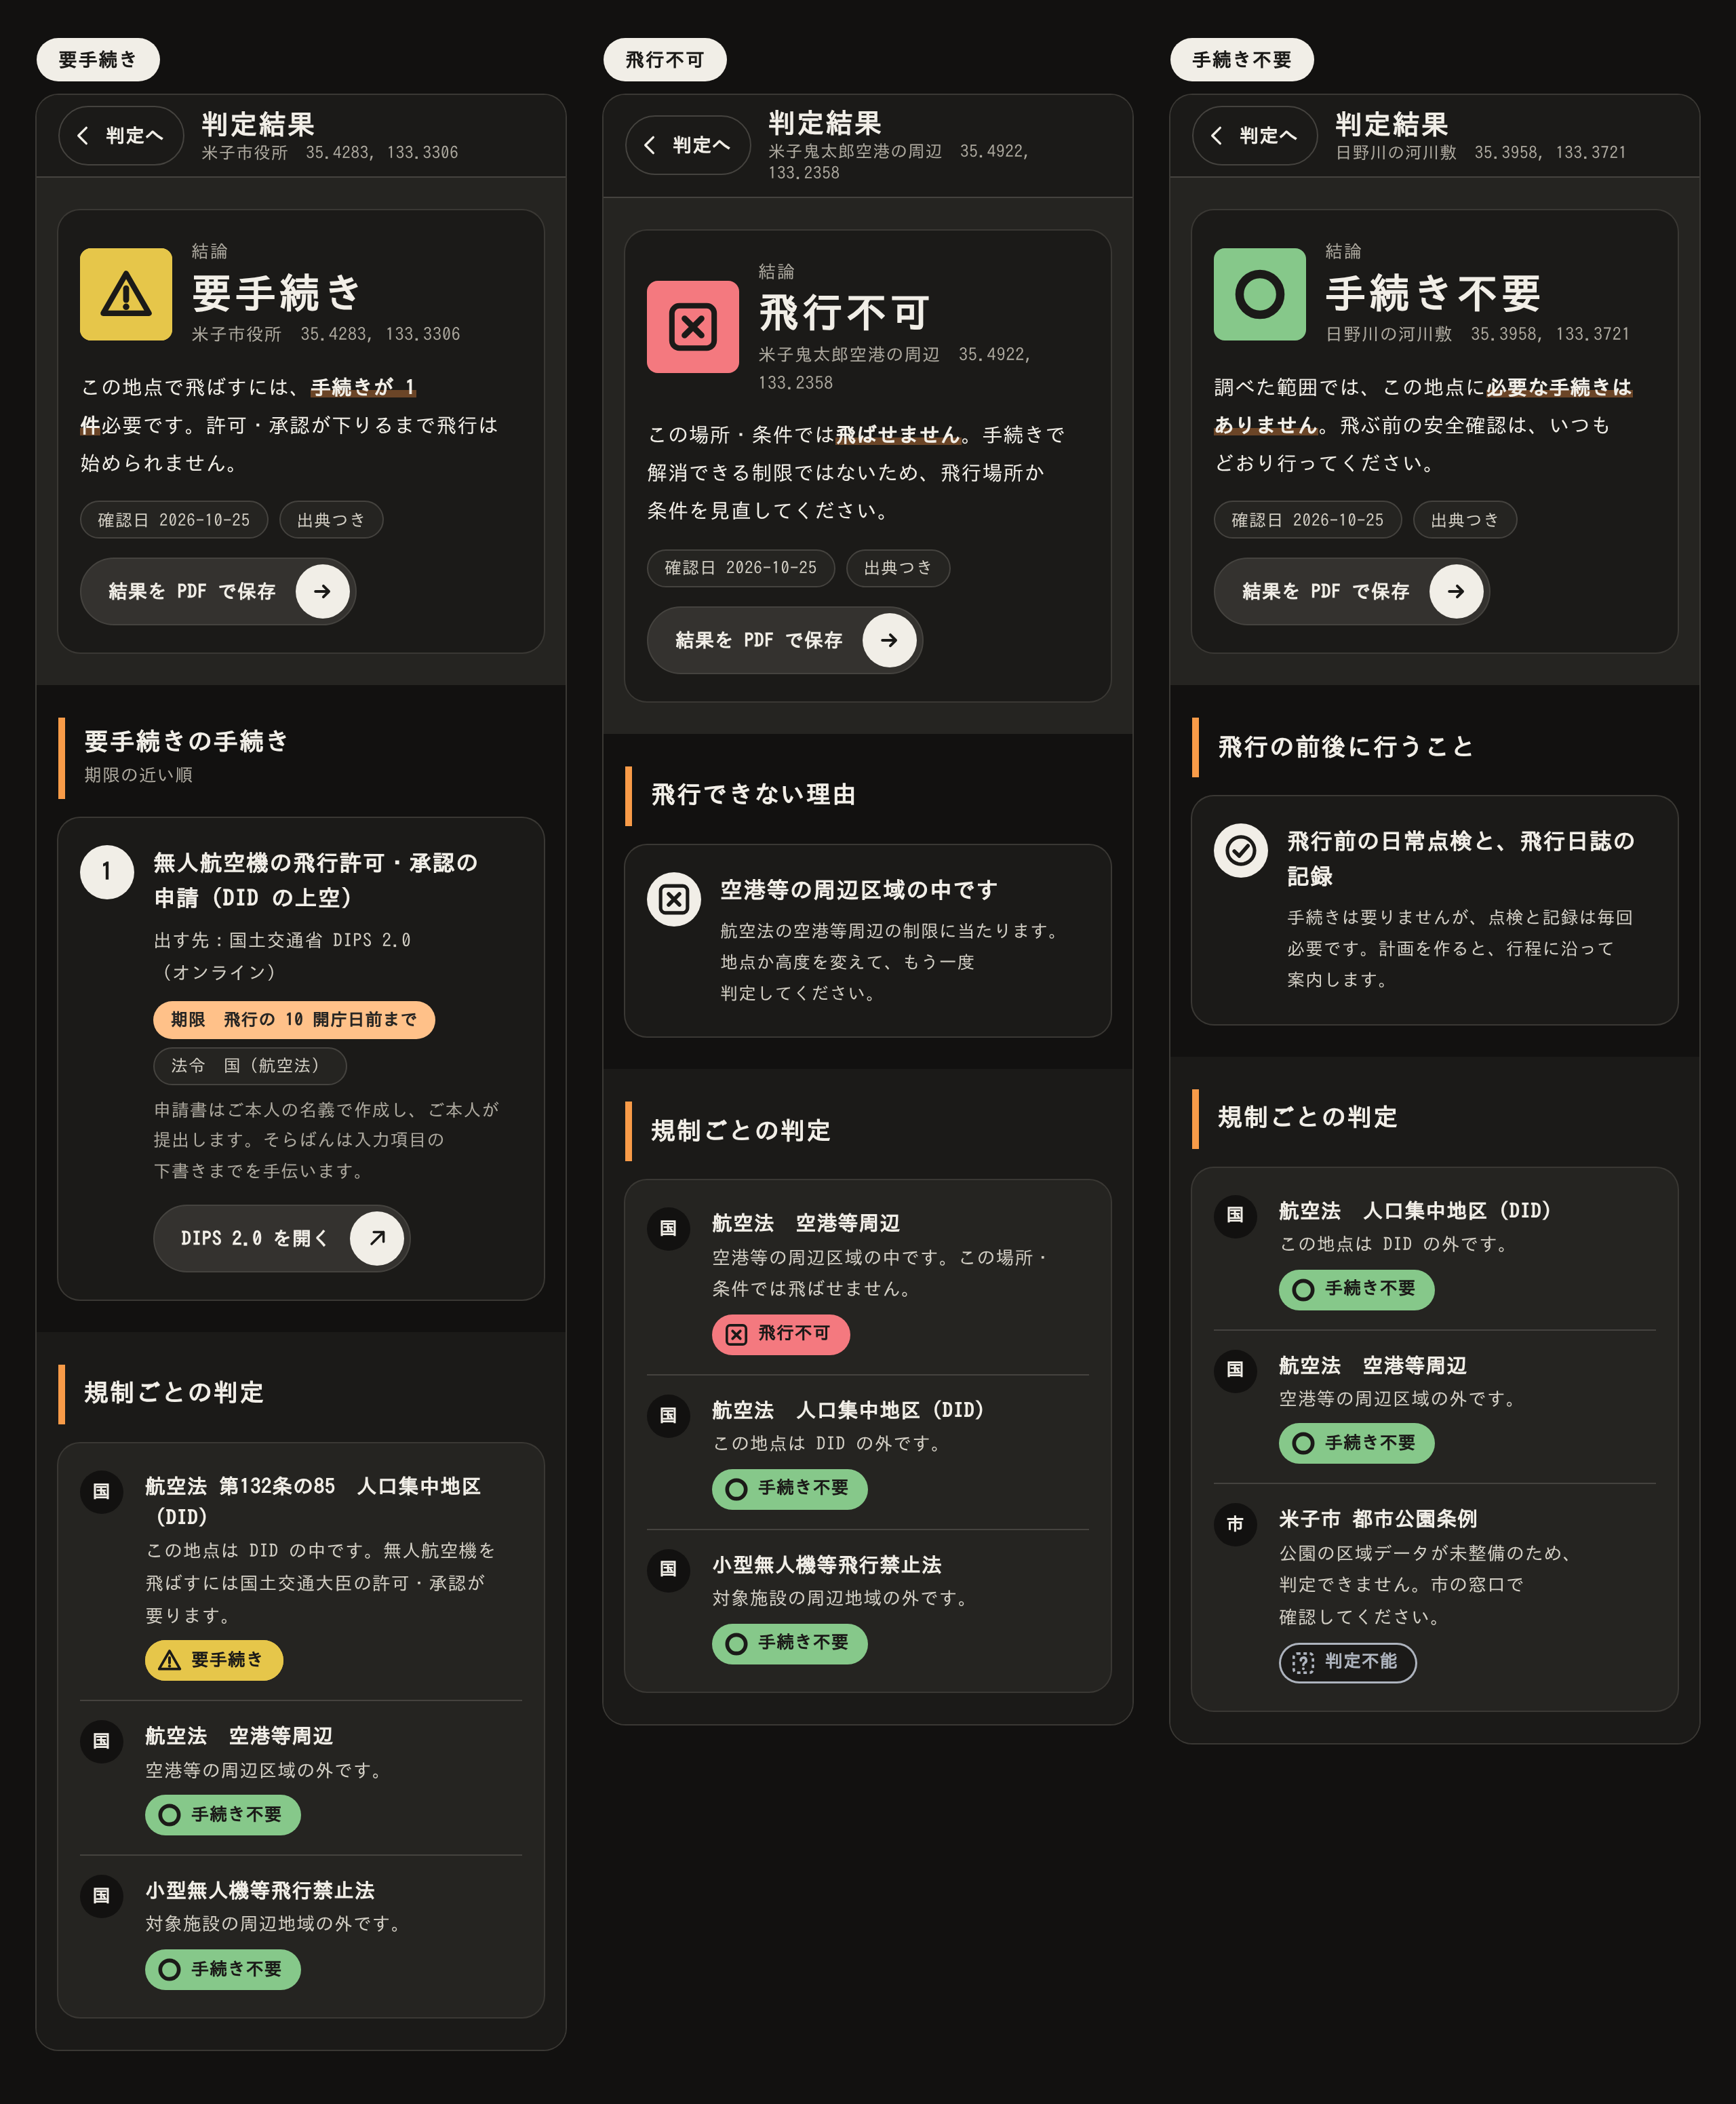 要手続き
判定へ
判定結果
米子市役所　35.4283, 133.3306
結論
要手続き
米子市役所　35.4283, 133.3306
この地点で飛ばすには、手続きが 1
件必要です。許可・承認が下りるまで飛行は
始められません。
確認日 2026-10-25
出典つき
結果を PDF で保存
要手続きの手続き
期限の近い順
1
無人航空機の飛行許可・承認の
申請（DID の上空）
出す先：国土交通省 DIPS 2.0
（オンライン）
期限　飛行の 10 開庁日前まで
法令　国（航空法）
申請書はご本人の名義で作成し、ご本人が
提出します。そらばんは入力項目の
下書きまでを手伝います。
DIPS 2.0 を開く
規制ごとの判定
国
航空法 第132条の85　人口集中地区
（DID）
この地点は DID の中です。無人航空機を
飛ばすには国土交通大臣の許可・承認が
要ります。
要手続き
国
航空法　空港等周辺
空港等の周辺区域の外です。
手続き不要
国
小型無人機等飛行禁止法
対象施設の周辺地域の外です。
手続き不要
飛行不可
判定へ
判定結果
米子鬼太郎空港の周辺　35.4922,
133.2358
結論
飛行不可
米子鬼太郎空港の周辺　35.4922,
133.2358
この場所・条件では飛ばせません。手続きで
解消できる制限ではないため、飛行場所か
条件を見直してください。
確認日 2026-10-25
出典つき
結果を PDF で保存
飛行できない理由
空港等の周辺区域の中です
航空法の空港等周辺の制限に当たります。
地点か高度を変えて、もう一度
判定してください。
規制ごとの判定
国
航空法　空港等周辺
空港等の周辺区域の中です。この場所・
条件では飛ばせません。
飛行不可
国
航空法　人口集中地区（DID）
この地点は DID の外です。
手続き不要
国
小型無人機等飛行禁止法
対象施設の周辺地域の外です。
手続き不要
手続き不要
判定へ
判定結果
日野川の河川敷　35.3958, 133.3721
結論
手続き不要
日野川の河川敷　35.3958, 133.3721
調べた範囲では、この地点に必要な手続きは
ありません。飛ぶ前の安全確認は、いつも
どおり行ってください。
確認日 2026-10-25
出典つき
結果を PDF で保存
飛行の前後に行うこと
飛行前の日常点検と、飛行日誌の
記録
手続きは要りませんが、点検と記録は毎回
必要です。計画を作ると、行程に沿って
案内します。
規制ごとの判定
国
航空法　人口集中地区（DID）
この地点は DID の外です。
手続き不要
国
航空法　空港等周辺
空港等の周辺区域の外です。
手続き不要
市
米子市 都市公園条例
公園の区域データが未整備のため、
判定できません。市の窓口で
確認してください。
判定不能